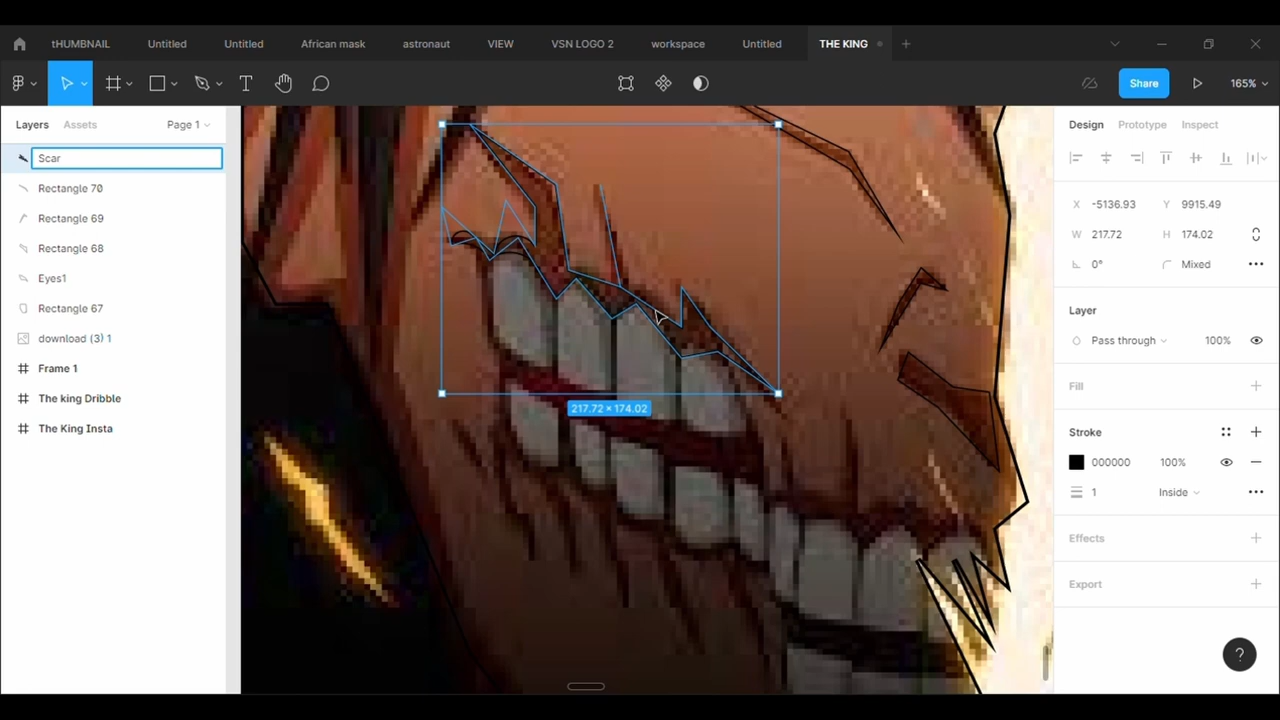 tHUMBNAIL Untitled Untitled African mask astronaut VIEW VSN LOGO 2 workspace Untitled THE KING
Share 165%
Layers Assets Page 1
Scar
Rectangle 70
Rectangle 69
Rectangle 68
Eyes1
Rectangle 67
download (3) 1
Frame 1
The king Dribble
The King Insta
217.72 × 174.02
Design Prototype Inspect
X -5136.93 Y 9915.49
W 217.72 H 174.02
0° Mixed
Layer
Pass through 100%
Fill
Stroke
000000 100%
1 Inside
Effects
Export
?